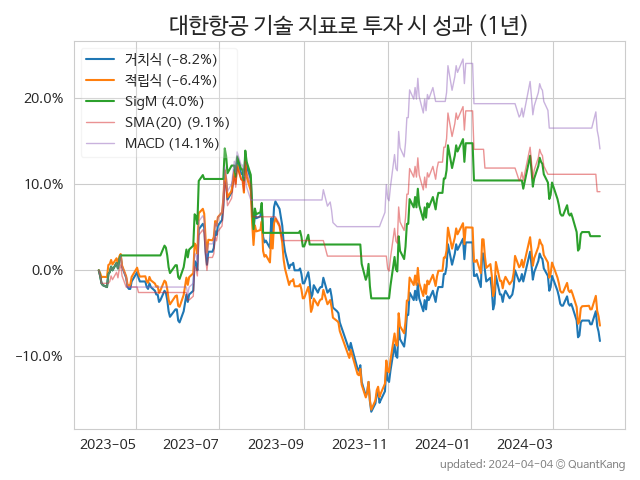 대한항공 기술 지표로 투자 시 성과 (1년)
거치식 (−8.2%)
적립식 (−6.4%)
SigM (4.0%)
SMA(20) (9.1%)
MACD (14.1%)
20.0%
10.0%
0.0%
−10.0%
2023−05 2023−07 2023−09 2023−11 2024−01 2024−03
updated: 2024−04−04 © QuantKang